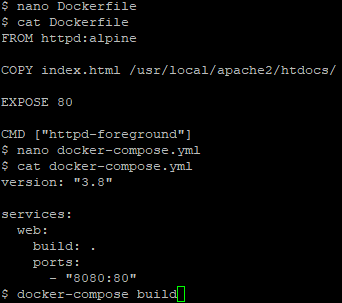 $ nano Dockerfile
$ cat Dockerfile
FROM httpd:alpine

COPY index.html /usr/local/apache2/htdocs/

EXPOSE 80

CMD ["httpd-foreground"]
$ nano docker-compose.yml
$ cat docker-compose.yml
version: "3.8"

services:
  web:
    build: .
    ports:
      - "8080:80"
$ docker-compose build